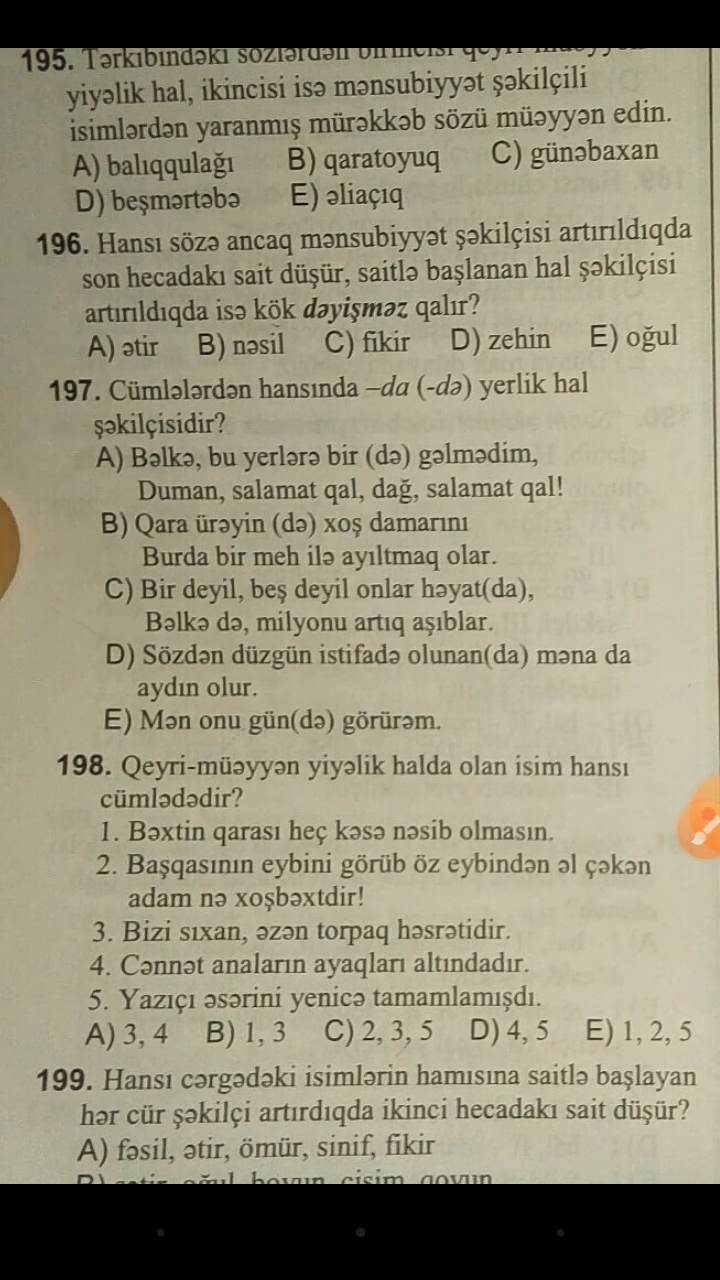 195. Tərkibindəki sözlərdən birincisi qeyri-müəyyən
yiyəlik hal, ikincisi isə mənsubiyyət şəkilçili
isimlərdən yaranmış mürəkkəb sözü müəyyən edin.
A) balıqqulağı B) qaratoyuq C) günəbaxan
D) beşmərtəbə E) əliaçıq
196. Hansı sözə ancaq mənsubiyyət şəkilçisi artırıldıqda
son hecadakı sait düşür, saitlə başlanan hal şəkilçisi
artırıldıqda isə kök dəyişməz qalır?
A) ətir B) nəsil C) fikir D) zehin E) oğul
197. Cümlələrdən hansında –da (-də) yerlik hal
şəkilçisidir?
A) Bəlkə, bu yerlərə bir (də) gəlmədim,
Duman, salamat qal, dağ, salamat qal!
B) Qara ürəyin (də) xoş damarını
Burda bir meh ilə ayıltmaq olar.
C) Bir deyil, beş deyil onlar həyat(da),
Bəlkə də, milyonu artıq aşıblar.
D) Sözdən düzgün istifadə olunan(da) məna da
aydın olur.
E) Mən onu gün(də) görürəm.
198. Qeyri-müəyyən yiyəlik halda olan isim hansı
cümlədədir?
1. Bəxtin qarası heç kəsə nəsib olmasın.
2. Başqasının eybini görüb öz eybindən əl çəkən
adam nə xoşbəxtdir!
3. Bizi sıxan, əzən torpaq həsrətidir.
4. Cənnət anaların ayaqları altındadır.
5. Yazıçı əsərini yenicə tamamlamışdı.
A) 3, 4 B) 1, 3 C) 2, 3, 5 D) 4, 5 E) 1, 2, 5
199. Hansı cərgədəki isimlərin hamısına saitlə başlayan
hər cür şəkilçi artırdıqda ikinci hecadakı sait düşür?
A) fəsil, ətir, ömür, sinif, fikir
oğul, boyun, cisim, qoyun